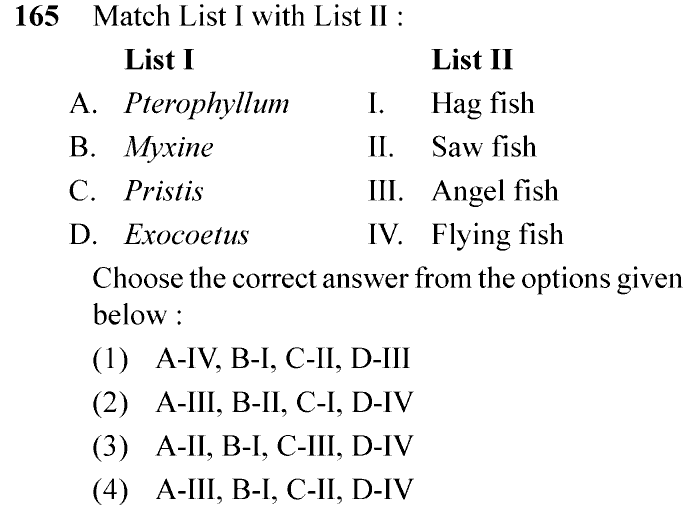 165 Match List I with List II :
List I List II
A. Pterophyllum I. Hag fish
B. Myxine II. Saw fish
C. Pristis III. Angel fish
D. Exocoetus IV. Flying fish
Choose the correct answer from the options given
below :
(1) A-IV, B-I, C-II, D-III
(2) A-III, B-II, C-I, D-IV
(3) A-II, B-I, C-III, D-IV
(4) A-III, B-I, C-II, D-IV